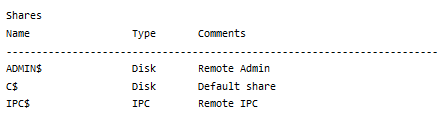 Shares
Name Type Comments
------------------------------------------------------------------------
ADMIN$ Disk Remote Admin
C$ Disk Default share
IPC$ IPC Remote IPC